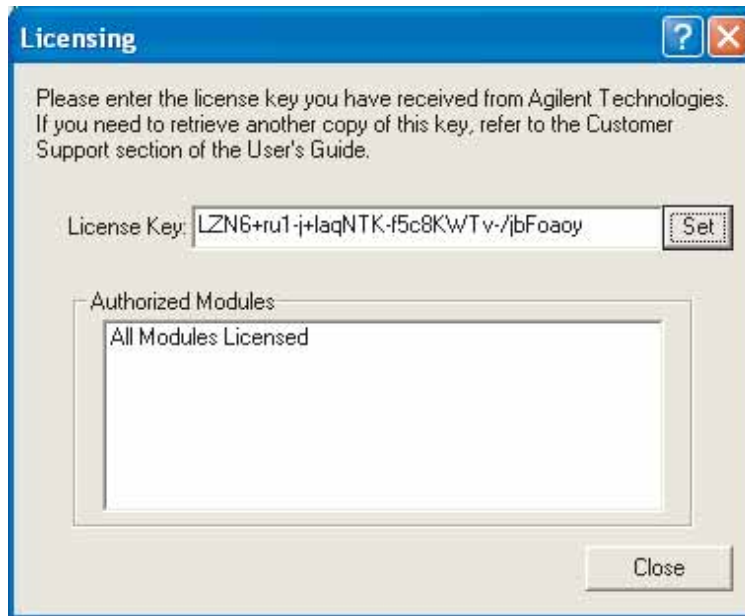 Licensing
Please enter the license key you have received from Agilent Technologies.
If you need to retrieve another copy of this key, refer to the Customer
Support section of the User's Guide.
License Key: LZN6+ru1-j+laqNTK-f5c8KWTv-/jbFoaoy Set
Authorized Modules
All Modules Licensed
Close